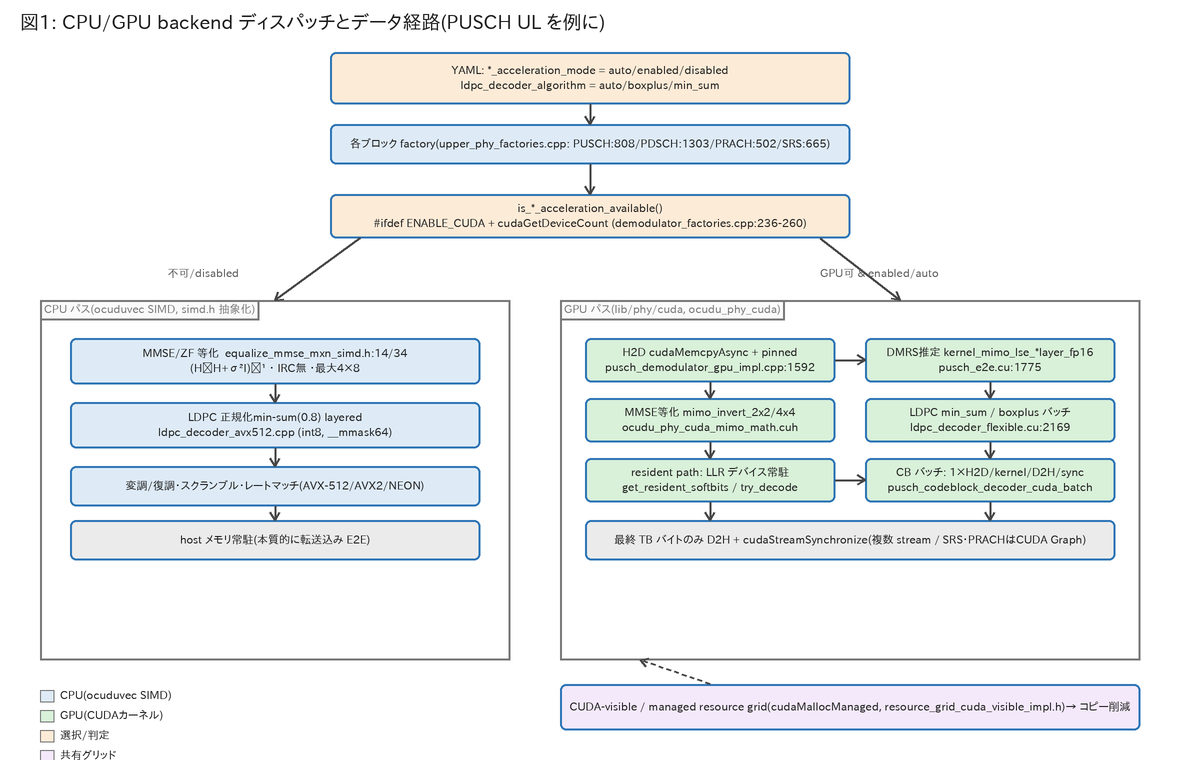 図1: CPU/GPU backend ディスパッチとデータ経路(PUSCH UL を例に)
YAML: *_acceleration_mode = auto/enabled/disabled
ldpc_decoder_algorithm = auto/boxplus/min_sum
各ブロック factory(upper_phy_factories.cpp: PUSCH:808/PDSCH:1303/PRACH:502/SRS:665)
is_*_acceleration_available()
#ifdef ENABLE_CUDA + cudaGetDeviceCount (demodulator_factories.cpp:236-260)
不可/disabled
GPU可 & enabled/auto
CPU パス(ocuduvec SIMD, simd.h 抽象化)
MMSE/ZF 等化 equalize_mmse_mxn_simd.h:14/34
(H▯H+σ²I)▯¹・IRC無・最大4×8
LDPC 正規化min-sum(0.8) layered
ldpc_decoder_avx512.cpp (int8, __mmask64)
変調/復調・スクランブル・レートマッチ(AVX-512/AVX2/NEON)
host メモリ常駐(本質的に転送込み E2E)
GPU パス(lib/phy/cuda, ocudu_phy_cuda)
H2D cudaMemcpyAsync + pinned
pusch_demodulator_gpu_impl.cpp:1592
DMRS推定 kernel_mimo_lse_*layer_fp16
pusch_e2e.cu:1775
MMSE等化 mimo_invert_2x2/4x4
ocudu_phy_cuda_mimo_math.cuh
LDPC min_sum / boxplus バッチ
ldpc_decoder_flexible.cu:2169
resident path: LLR デバイス常駐
get_resident_softbits / try_decode
CB バッチ: 1×H2D/kernel/D2H/sync
pusch_codeblock_decoder_cuda_batch
最終 TB バイトのみ D2H + cudaStreamSynchronize(複数 stream / SRS・PRACHはCUDA Graph)
CUDA-visible / managed resource grid(cudaMallocManaged, resource_grid_cuda_visible_impl.h)→ コピー削減
CPU(ocuduvec SIMD)
GPU(CUDAカーネル)
選択/判定
共有グリッド